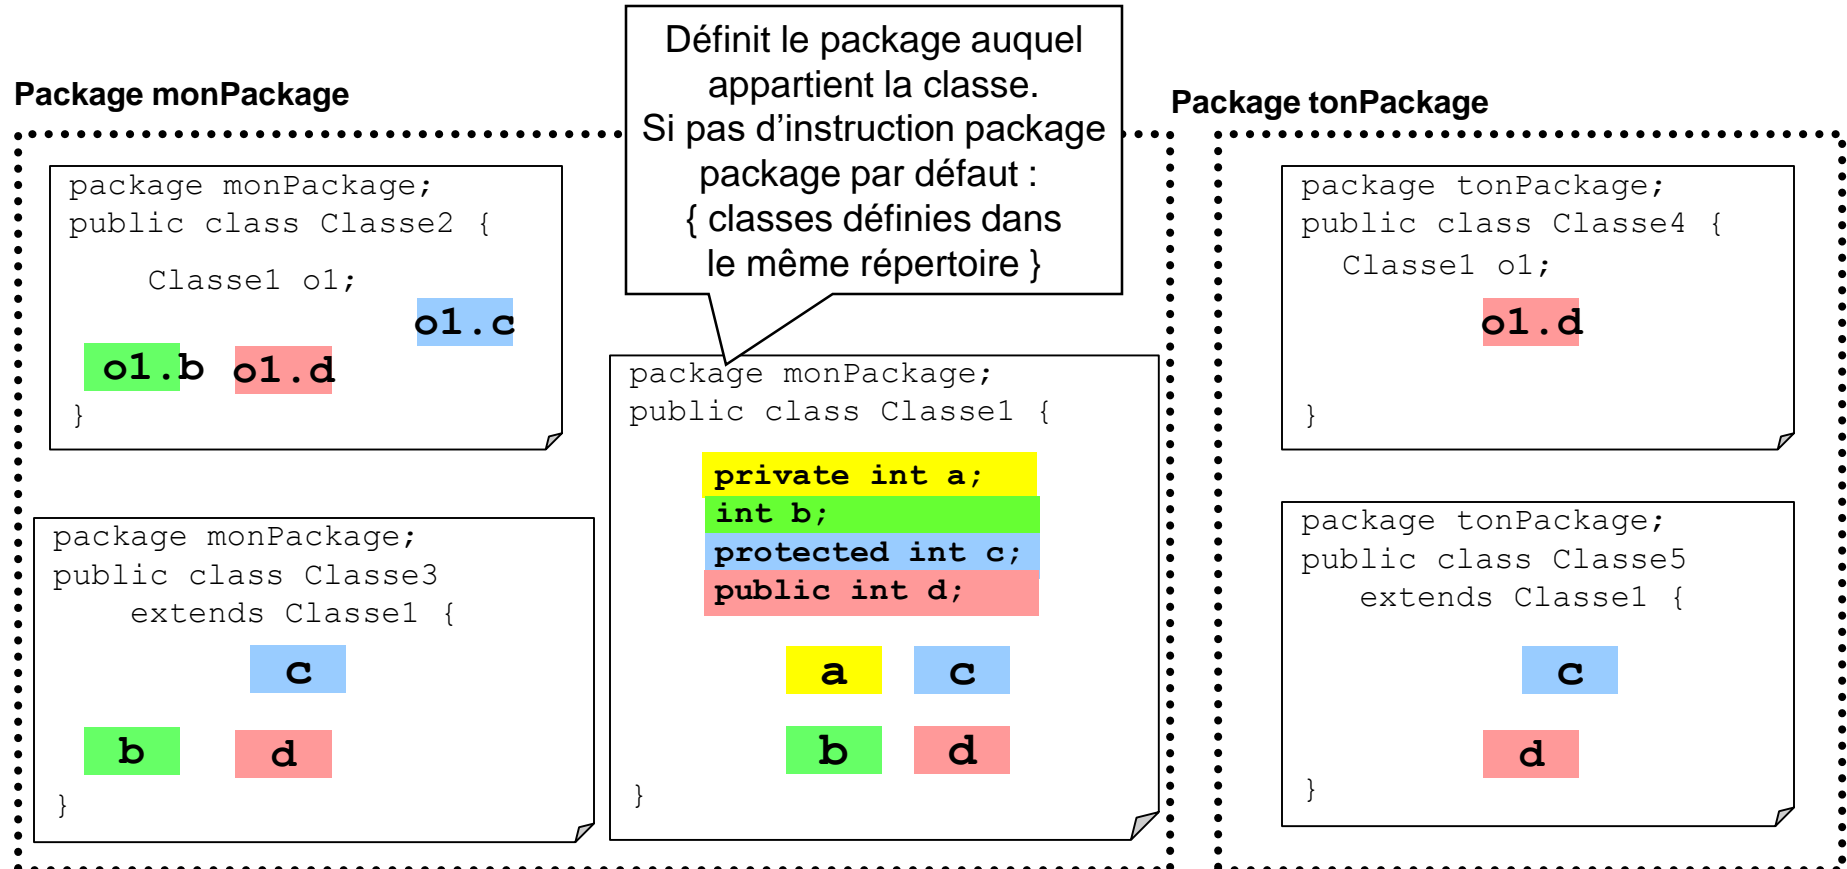 Définit le package auquel
appartient la classe.
Si pas d’instruction package
package par défaut :
{ classes définies dans
le même répertoire }
Package monPackage
package monPackage;
public class Classe2 {
Classe1 o1;
o1.c
o1.b o1.d
}
package monPackage;
public class Classe3
extends Classe1 {
c
b d
}
package monPackage;
public class Classe1 {
private int a;
int b;
protected int c;
public int d;
a c
b d
}
Package tonPackage
package tonPackage;
public class Classe4 {
Classe1 o1;
o1.d
}
package tonPackage;
public class Classe5
extends Classe1 {
c
d
}